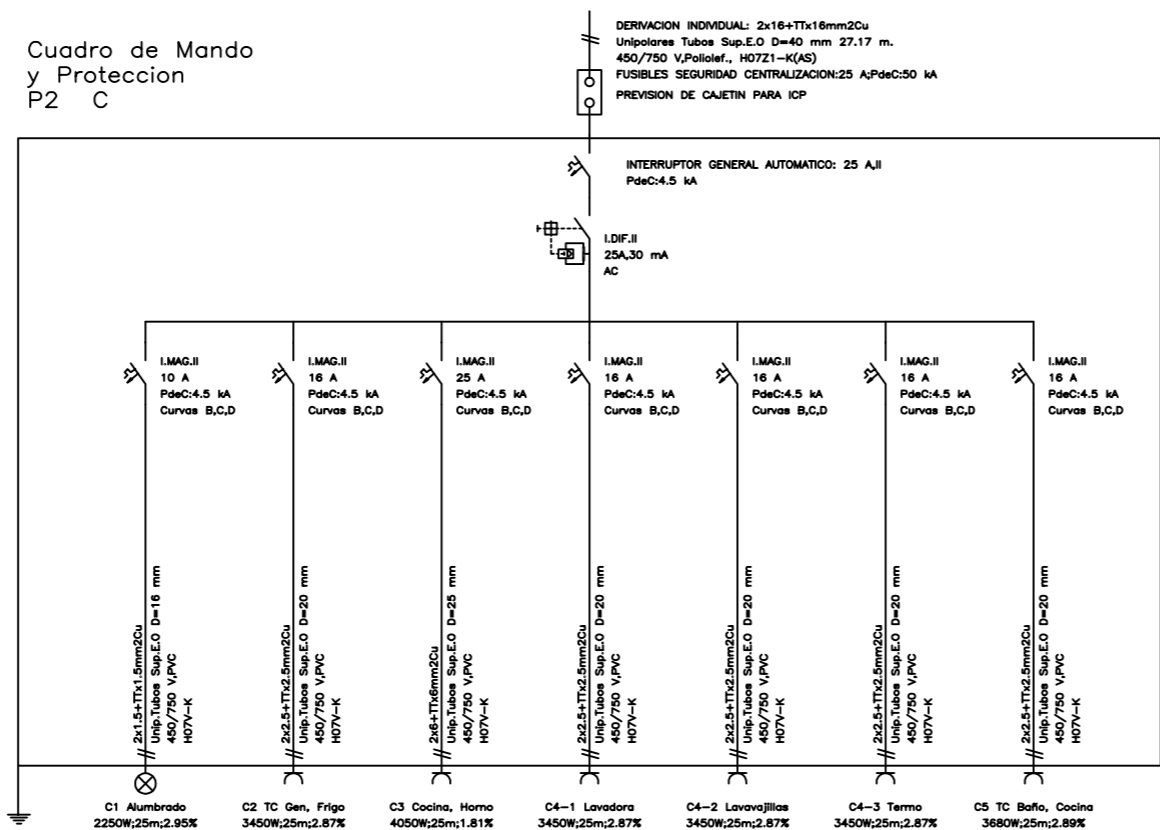 Cuadro de Mando
y Proteccion
P2 C
DERIVACION INDIVIDUAL: 2x16+TTx16mm2Cu
Unipolares Tubos Sup.E.O D=40 mm 27.17 m.
450/750 V,Poliolef., H07Z1-K(AS)
FUSIBLES SEGURIDAD CENTRALIZACION:25 A;PdeC:50 kA
PREVISION DE CAJETIN PARA ICP
INTERRUPTOR GENERAL AUTOMATICO: 25 A,II
PdeC:4.5 kA
I.DIF.II
25A,30 mA
AC
I.MAG.II
10 A
PdeC:4.5 kA
Curvas B,C,D
I.MAG.II
16 A
PdeC:4.5 kA
Curvas B,C,D
I.MAG.II
25 A
PdeC:4.5 kA
Curvas B,C,D
I.MAG.II
16 A
PdeC:4.5 kA
Curvas B,C,D
I.MAG.II
16 A
PdeC:4.5 kA
Curvas B,C,D
I.MAG.II
16 A
PdeC:4.5 kA
Curvas B,C,D
I.MAG.II
16 A
PdeC:4.5 kA
Curvas B,C,D
2x1.5+TTx1.5mm2Cu
Unip.Tubos Sup.E.O D=16 mm
450/750 V,PVC
H07V-K
2x2.5+TTx2.5mm2Cu
Unip.Tubos Sup.E.O D=20 mm
450/750 V,PVC
H07V-K
2x6+TTx6mm2Cu
Unip.Tubos Sup.E.O D=25 mm
450/750 V,PVC
H07V-K
2x2.5+TTx2.5mm2Cu
Unip.Tubos Sup.E.O D=20 mm
450/750 V,PVC
H07V-K
2x2.5+TTx2.5mm2Cu
Unip.Tubos Sup.E.O D=20 mm
450/750 V,PVC
H07V-K
2x2.5+TTx2.5mm2Cu
Unip.Tubos Sup.E.O D=20 mm
450/750 V,PVC
H07V-K
2x2.5+TTx2.5mm2Cu
Unip.Tubos Sup.E.O D=20 mm
450/750 V,PVC
H07V-K
C1 Alumbrado
2250W;25m;2.95%
C2 TC Gen, Frigo
3450W;25m;2.87%
C3 Cocina, Horno
4050W;25m;1.81%
C4-1 Lavadora
3450W;25m;2.87%
C4-2 Lavavajillas
3450W;25m;2.87%
C4-3 Termo
3450W;25m;2.87%
C5 TC Baño, Cocina
3680W;25m;2.89%